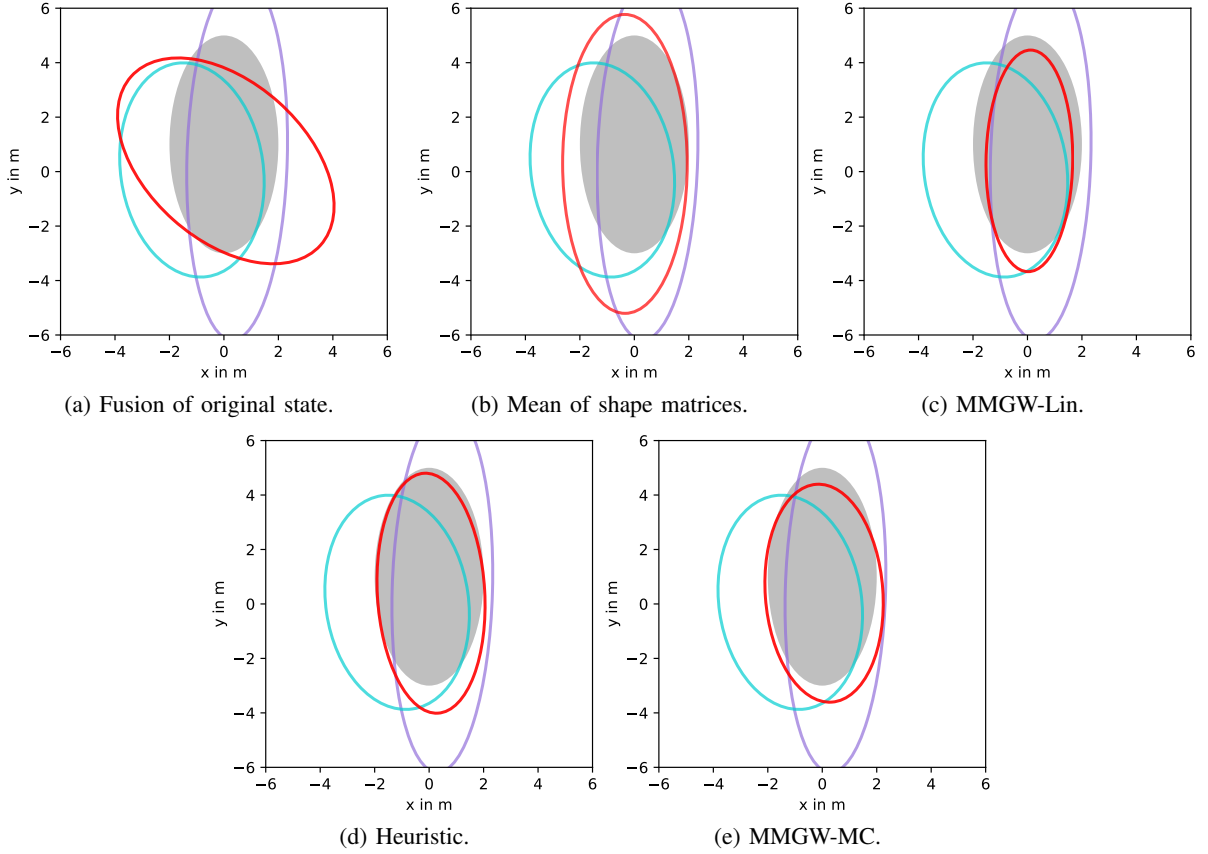 6
4
2
0
−2
−4
−6
y in m
−6 −4 −2 0 2 4 6
x in m
(a) Fusion of original state.
6
4
2
0
−2
−4
−6
y in m
−6 −4 −2 0 2 4 6
x in m
(b) Mean of shape matrices.
6
4
2
0
−2
−4
−6
y in m
−6 −4 −2 0 2 4 6
x in m
(c) MMGW-Lin.
6
4
2
0
−2
−4
−6
y in m
−6 −4 −2 0 2 4 6
x in m
(d) Heuristic.
6
4
2
0
−2
−4
−6
y in m
−6 −4 −2 0 2 4 6
x in m
(e) MMGW-MC.